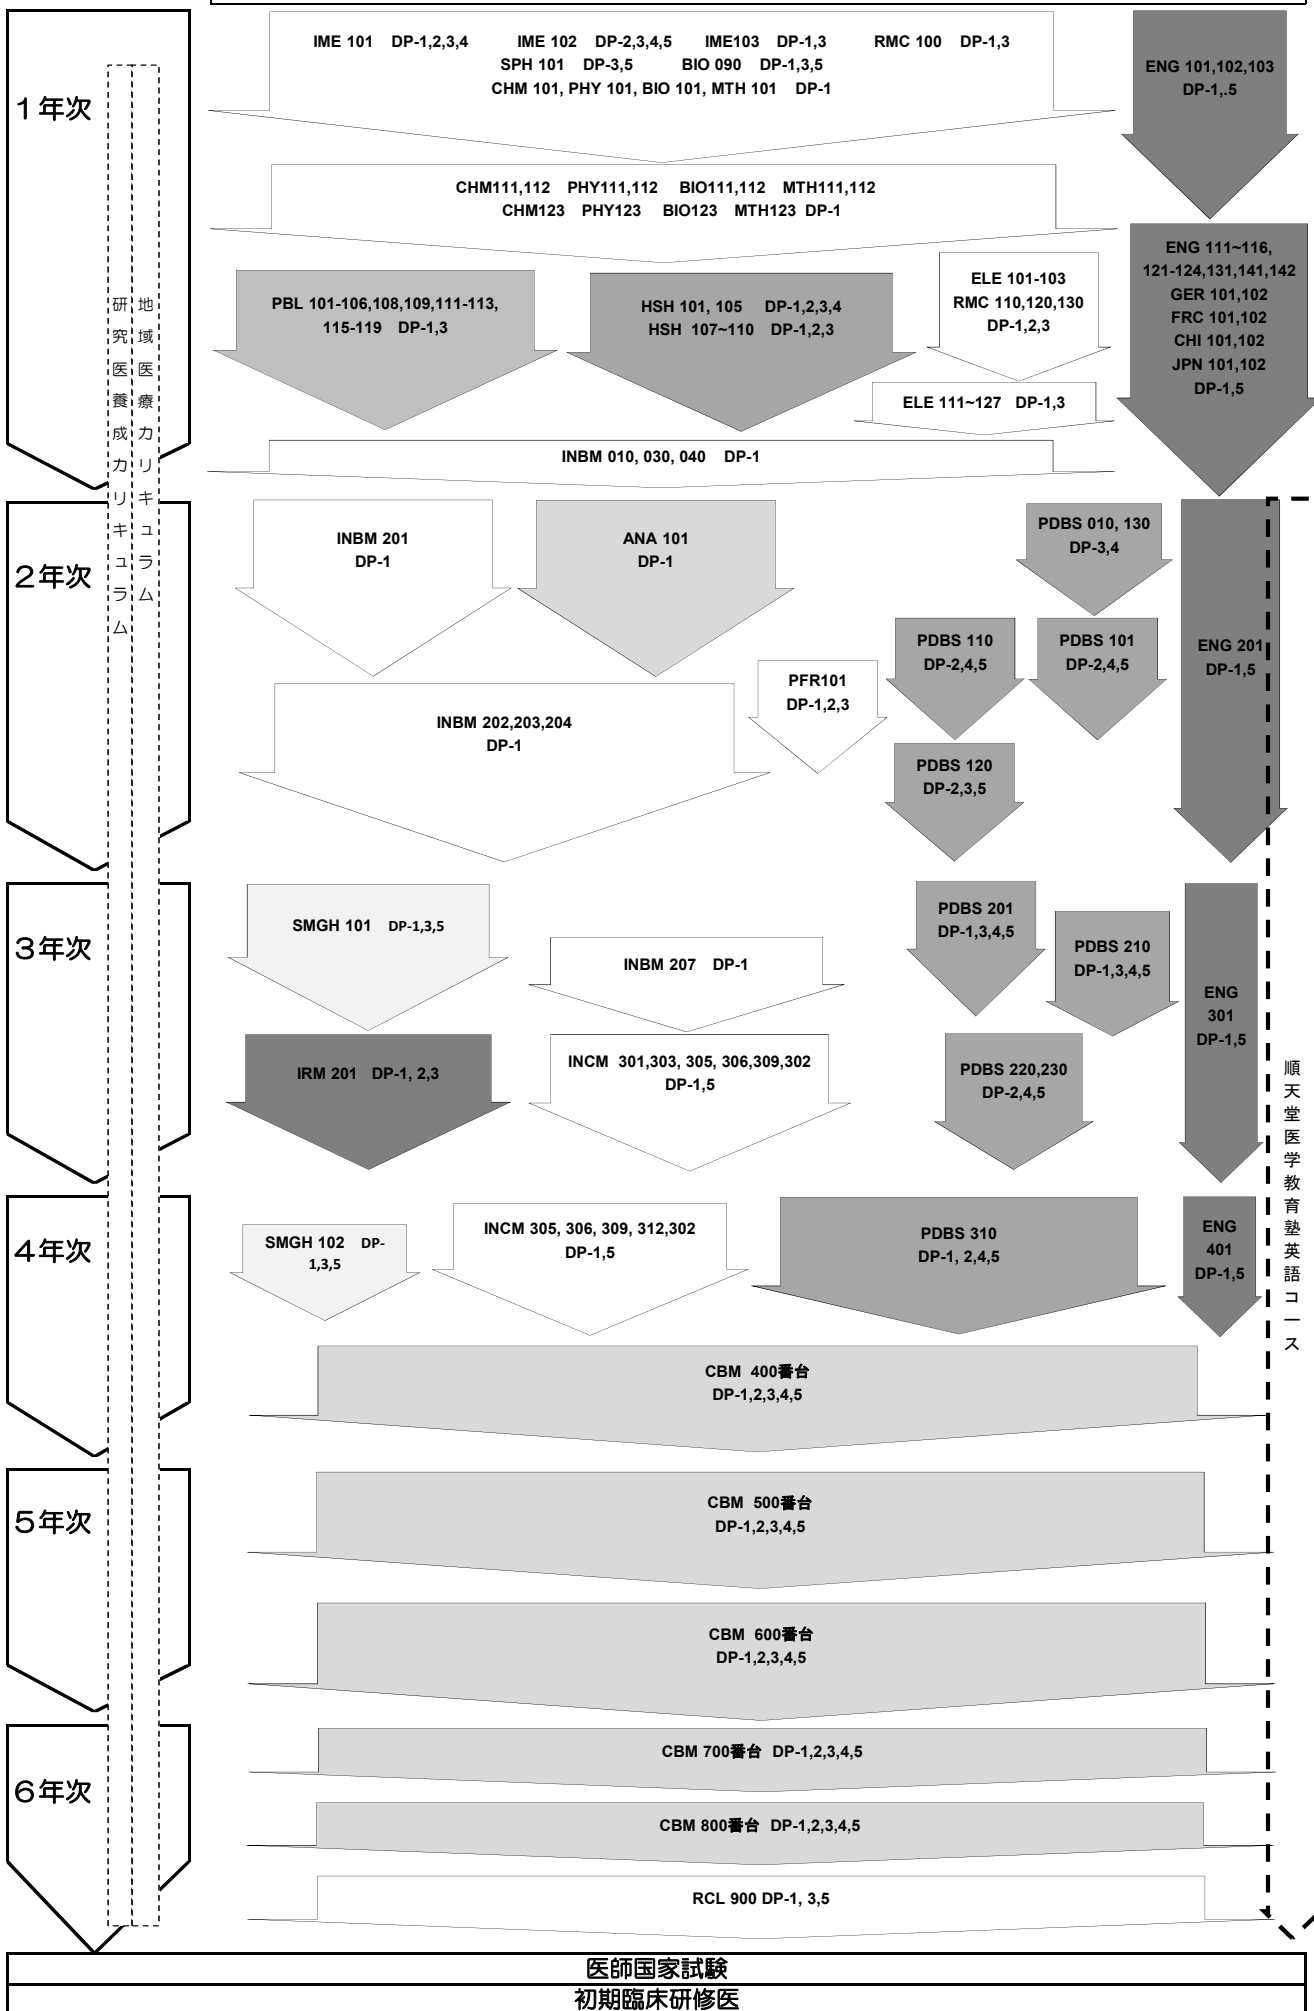 1年次
IME 101 DP-1,2,3,4 IME 102 DP-2,3,4,5 IME103 DP-1,3 RMC 100 DP-1,3
SPH 101 DP-3,5 BIO 090 DP-1,3,5
CHM 101, PHY 101, BIO 101, MTH 101 DP-1
ENG 101,102,103
DP-1,.5
CHM111,112 PHY111,112 BIO111,112 MTH111,112
CHM123 PHY123 BIO123 MTH123 DP-1
ENG 111~116,
121-124,131,141,142
GER 101,102
FRC 101,102
CHI 101,102
JPN 101,102
DP-1,5
PBL 101-106,108,109,111-113,
115-119 DP-1,3
HSH 101, 105 DP-1,2,3,4
HSH 107~110 DP-1,2,3
ELE 101-103
RMC 110,120,130
DP-1,2,3
ELE 111~127 DP-1,3
INBM 010, 030, 040 DP-1
地域医療カリキュラム
研究医養成カリキュラム
2年次
INBM 201
DP-1
ANA 101
DP-1
PDBS 010, 130
DP-3,4
PDBS 110
DP-2,4,5
PDBS 101
DP-2,4,5
ENG 201
DP-1,5
PFR101
DP-1,2,3
INBM 202,203,204
DP-1
PDBS 120
DP-2,3,5
3年次
SMGH 101 DP-1,3,5
INBM 207 DP-1
PDBS 201
DP-1,3,4,5
PDBS 210
DP-1,3,4,5
ENG
301
DP-1,5
IRM 201 DP-1, 2,3
INCM 301,303, 305, 306,309,302
DP-1,5
PDBS 220,230
DP-2,4,5
順天堂医学教育塾英語コース
4年次
SMGH 102 DP-
1,3,5
INCM 305, 306, 309, 312,302
DP-1,5
PDBS 310
DP-1, 2,4,5
ENG
401
DP-1,5
CBM 400番台
DP-1,2,3,4,5
5年次
CBM 500番台
DP-1,2,3,4,5
CBM 600番台
DP-1,2,3,4,5
6年次
CBM 700番台 DP-1,2,3,4,5
CBM 800番台 DP-1,2,3,4,5
RCL 900 DP-1, 3,5
医師国家試験
初期臨床研修医